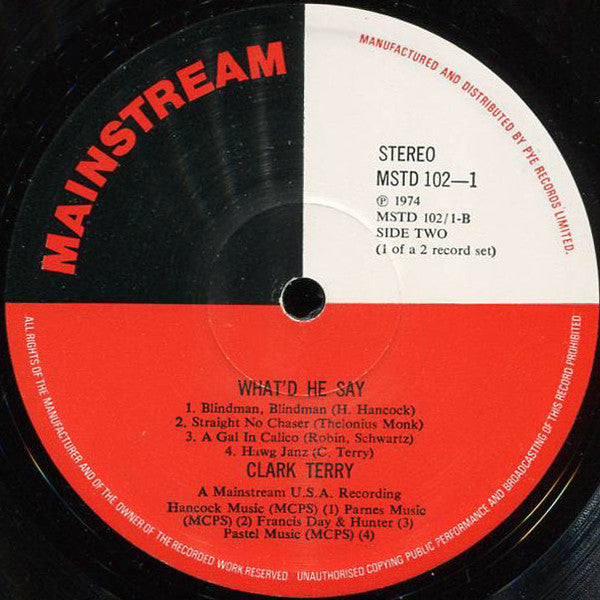 MAINSTREAM
MANUFACTURED AND DISTRIBUTED BY PYE RECORDS LIMITED.
STEREO
MSTD 102—1
℗ 1974
MSTD 102/1-B
SIDE TWO
(1 of a 2 record set)
WHAT'D HE SAY
1. Blindman, Blindman (H. Hancock)
2. Straight No Chaser (Thelonius Monk)
3. A Gal In Calico (Robin, Schwartz)
4. Hawg Janz (C. Terry)
CLARK TERRY
A Mainstream U.S.A. Recording
Hancock Music (MCPS) (1) Parnes Music
(MCPS) (2) Francis Day & Hunter (3)
Pastel Music (MCPS) (4)
ALL RIGHTS OF THE MANUFACTURER AND OF THE OWNER OF THE RECORDED WORK RESERVED. UNAUTHORISED COPYING PUBLIC PERFORMANCE AND BROADCASTING OF THIS RECORD PROHIBITED